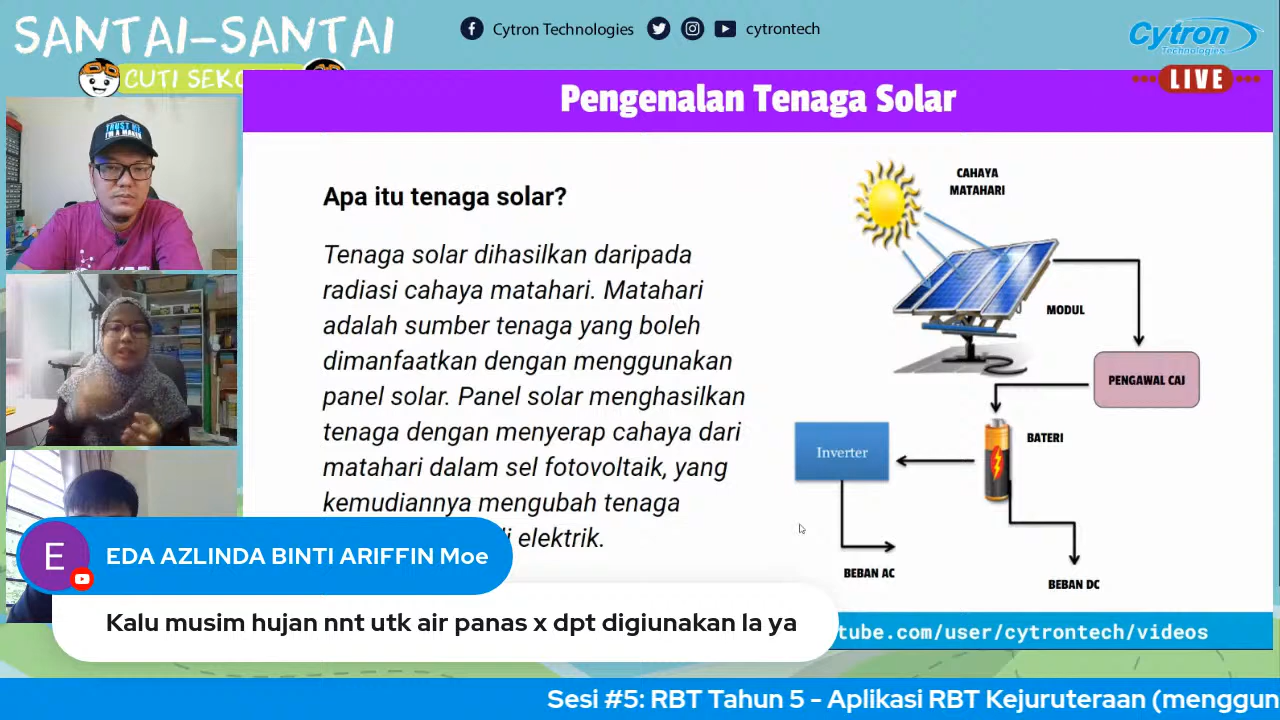 SANTAI-SANTAI
CUTI SEKO
Cytron Technologies
cytrontech
Cytron
Technologies
LIVE
Pengenalan Tenaga Solar
TRUST ME
I'M A MAKER
Apa itu tenaga solar?
Tenaga solar dihasilkan daripada
radiasi cahaya matahari. Matahari
adalah sumber tenaga yang boleh
dimanfaatkan dengan menggunakan
panel solar. Panel solar menghasilkan
tenaga dengan menyerap cahaya dari
matahari dalam sel fotovoltaik, yang
kemudiannya mengubah tenaga
i elektrik.
CAHAYA
MATAHARI
MODUL
PENGAWAL CAJ
BATERI
Inverter
BEBAN AC
BEBAN DC
E
EDA AZLINDA BINTI ARIFFIN Moe
Kalu musim hujan nnt utk air panas x dpt digiunakan la ya
tube.com/user/cytrontech/videos
Sesi #5: RBT Tahun 5 - Aplikasi RBT Kejuruteraan (menggun